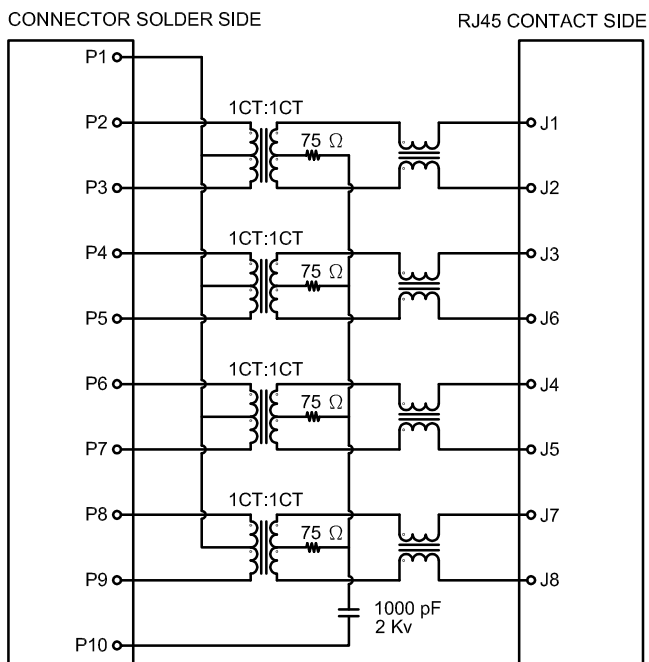 CONNECTOR SOLDER SIDE
RJ45 CONTACT SIDE
P1
1CT:1CT
P2
75 Ω
J1
P3
J2
1CT:1CT
P4
75 Ω
J3
P5
J6
1CT:1CT
P6
75 Ω
J4
P7
J5
1CT:1CT
P8
75 Ω
J7
P9
J8
1000 pF
2 Kv
P10